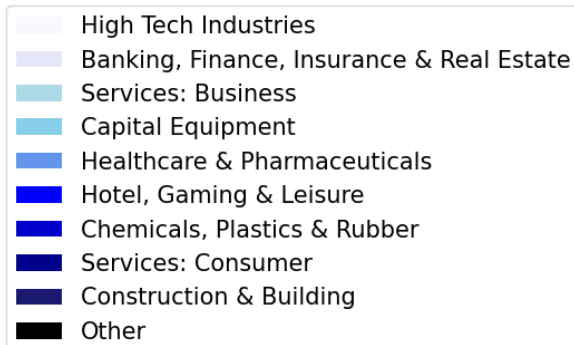 High Tech Industries
Banking, Finance, Insurance & Real Estate
Services: Business
Capital Equipment
Healthcare & Pharmaceuticals
Hotel, Gaming & Leisure
Chemicals, Plastics & Rubber
Services: Consumer
Construction & Building
Other